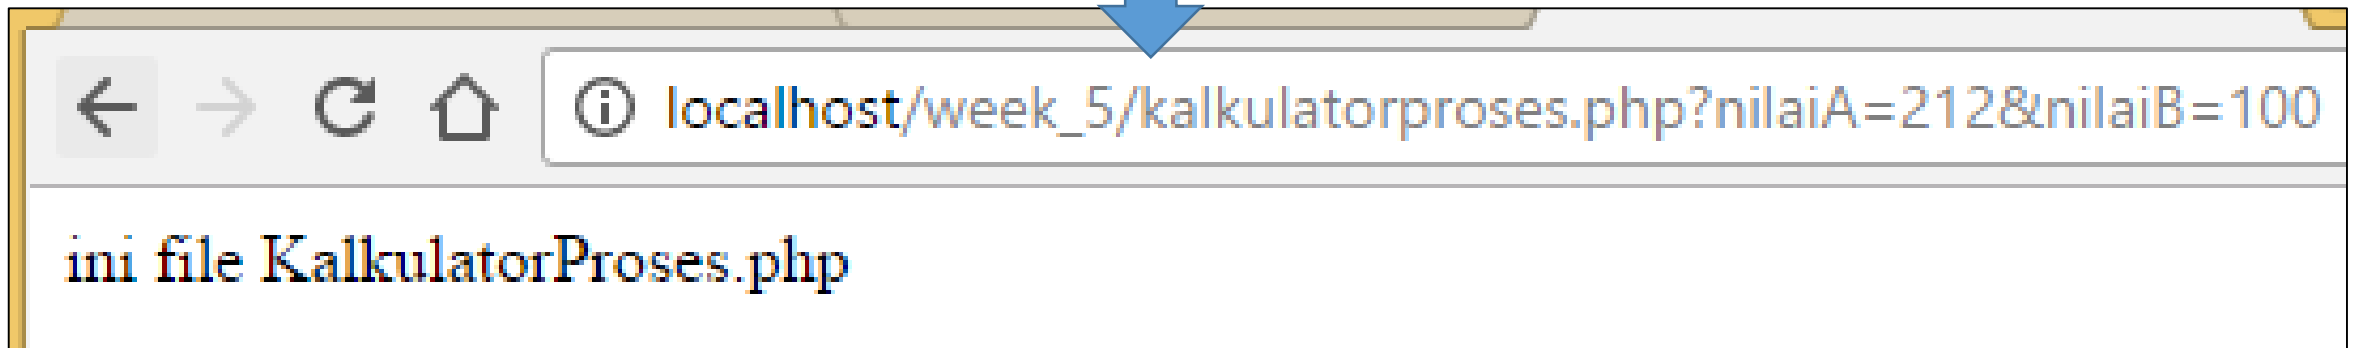 localhost/week_5/kalkulatorproses.php?nilaiA=212&nilaiB=100
ini file KalkulatorProses.php